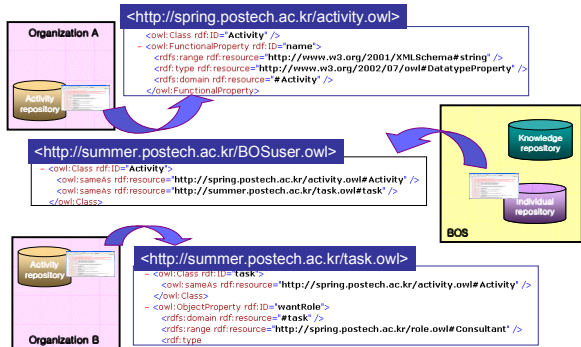 <http://spring.postech.ac.kr/activity.owl>
Organization A
Activity
repository
<owl:Class rdf:ID="Activity" />
– <owl:FunctionalProperty rdf:ID="name">
<rdfs:range rdf:resource="http://www.w3.org/2001/XMLSchema#string" />
<rdf:type rdf:resource="http://www.w3.org/2002/07/owl#DatatypeProperty" />
<rdfs:domain rdf:resource="#Activity" />
</owl:FunctionalProperty>
<http://summer.postech.ac.kr/BOSuser.owl>
– <owl:Class rdf:ID="Activity">
<owl:sameAs rdf:resource="http://spring.postech.ac.kr/activity.owl#Activity" />
<owl:sameAs rdf:resource="http://summer.postech.ac.kr/task.owl#task" />
</owl:Class>
Knowledge
repository
Individual
repository
BOS
<http://summer.postech.ac.kr/task.owl>
Activity
repository
Organization B
– <owl:Class rdf:ID="task">
<owl:sameAs rdf:resource="http://spring.postech.ac.kr/activity.owl#Activity" />
</owl:Class>
– <owl:ObjectProperty rdf:ID="wantRole">
<rdfs:domain rdf:resource="#task" />
<rdfs:range rdf:resource="http://spring.postech.ac.kr/role.owl#Consultant" />
<rdf:type